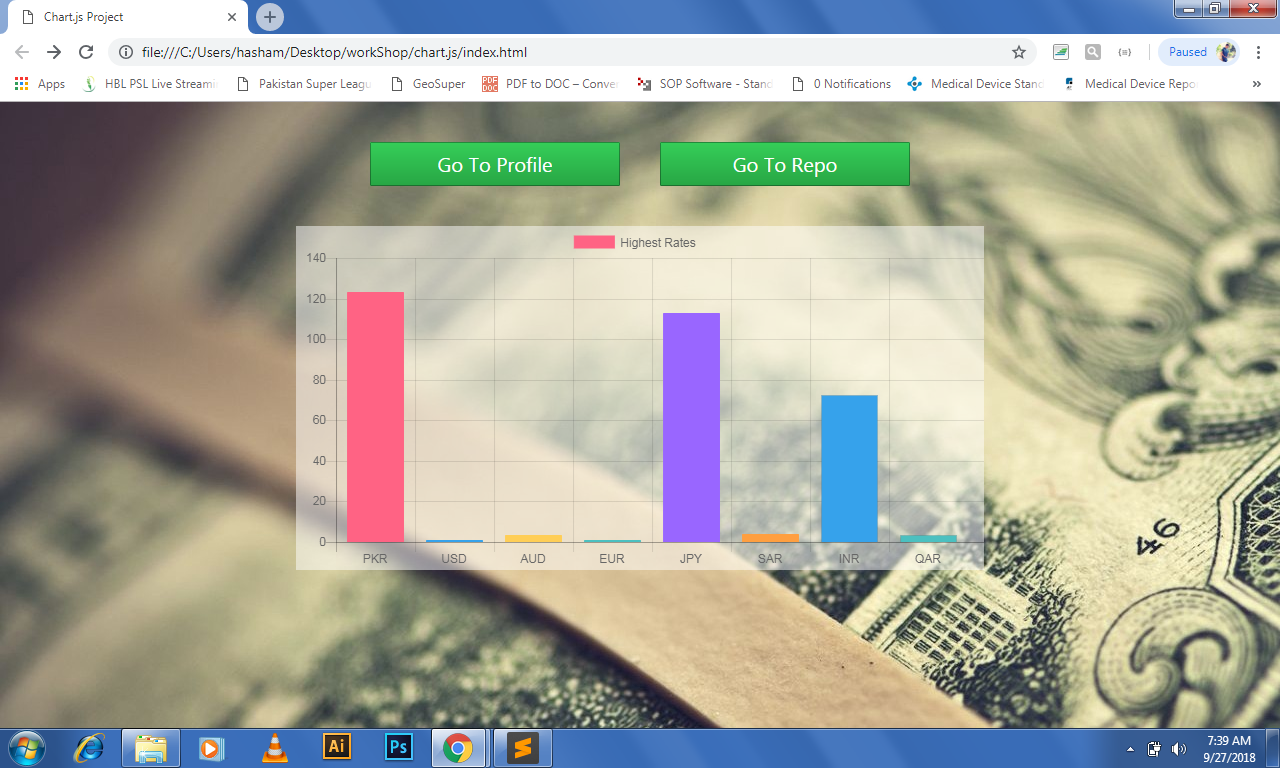 Chart.js Project
file:///C:/Users/hasham/Desktop/workShop/chart.js/index.html
Paused
Apps
HBL PSL Live Streami
Pakistan Super Leag
GeoSuper
PDF to DOC – Conver
SOP Software - Stand
0 Notifications
Medical Device Stand
Medical Device Repo
Go To Profile
Go To Repo
Highest Rates
140
120
100
80
60
40
20
0
PKR USD AUD EUR JPY SAR INR QAR
46
Ai
Ps
7:39 AM
9/27/2018